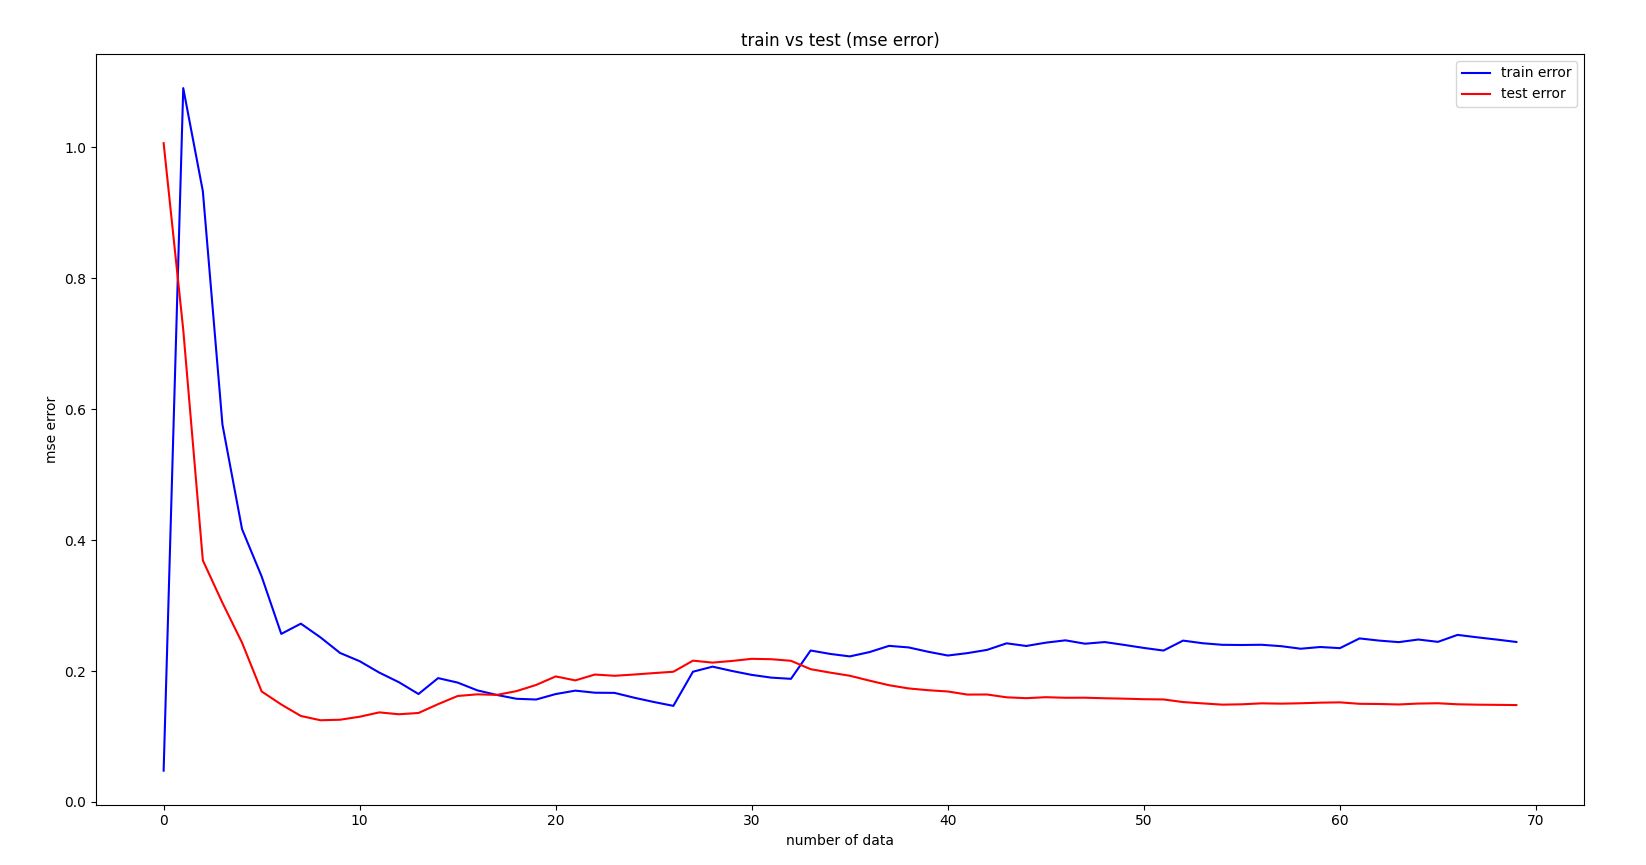 train vs test (mse error)
train error
test error
1.0
0.8
0.6
0.4
0.2
0.0
mse error
0 10 20 30 40 50 60 70
number of data